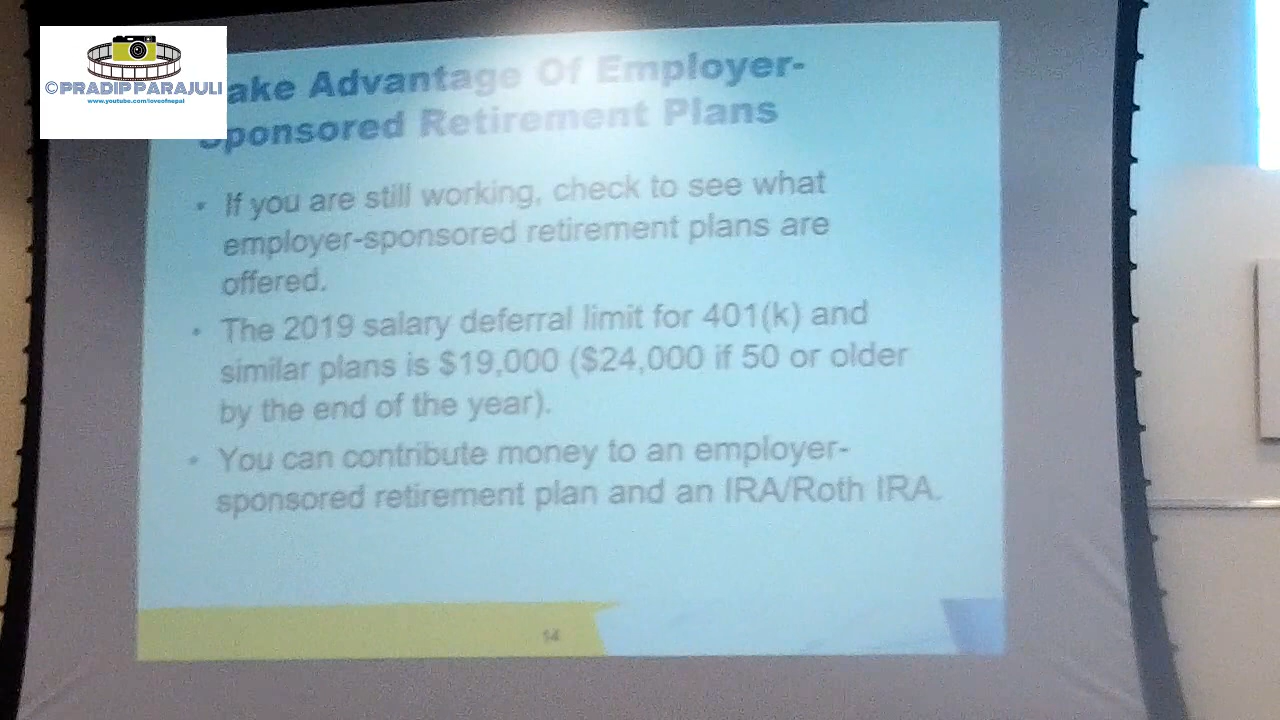 ©PRADIP PARAJULI
www.youtube.com/loveofnepal
ake Advantage Of Employer-
Sponsored Retirement Plans
• If you are still working, check to see what
employer-sponsored retirement plans are
offered.
• The 2019 salary deferral limit for 401(k) and
similar plans is $19,000 ($24,000 if 50 or older
by the end of the year).
• You can contribute money to an employer-
sponsored retirement plan and an IRA/Roth IRA.
14